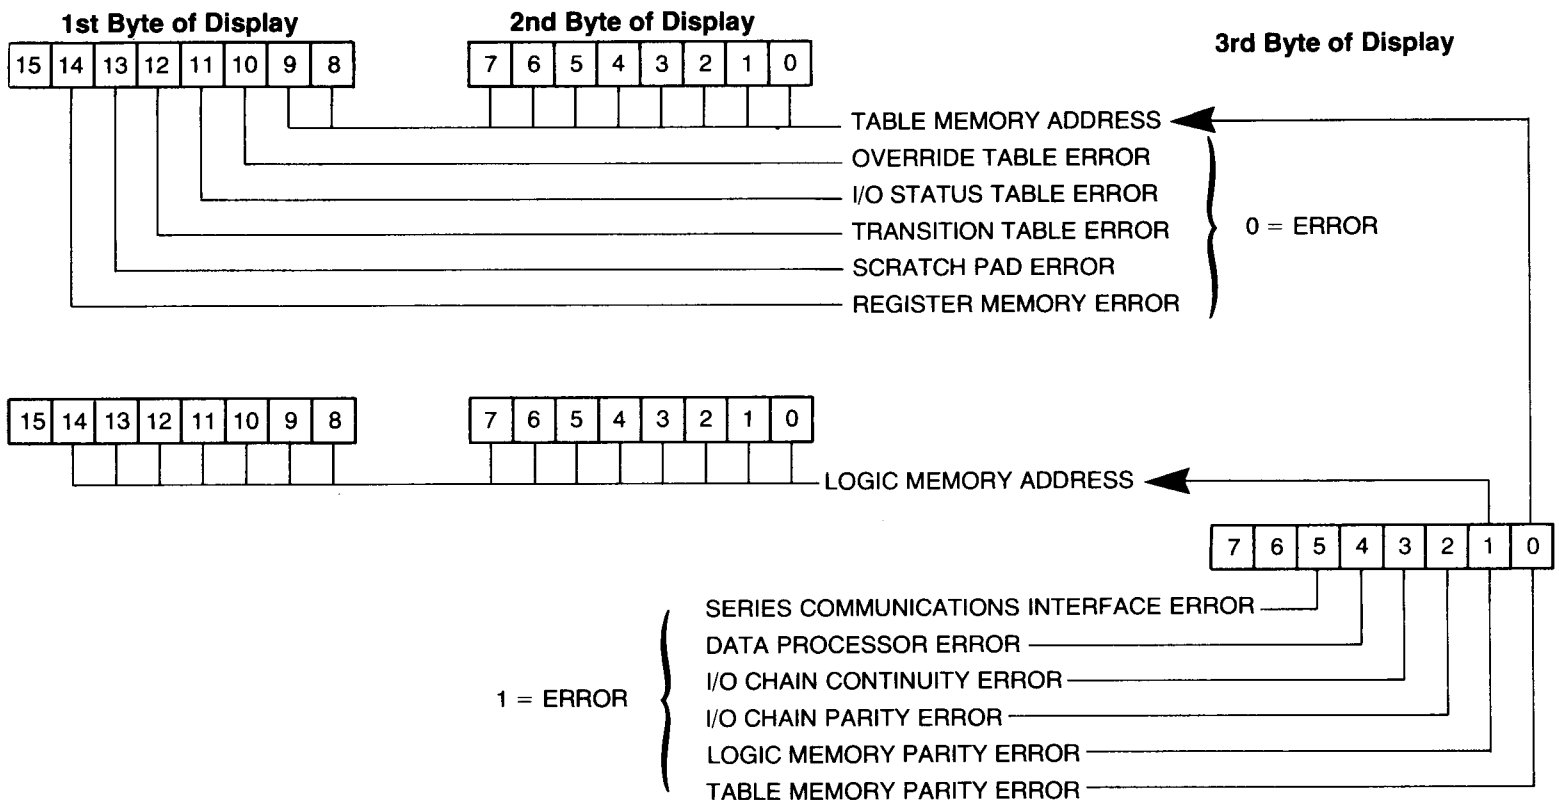 1st Byte of Display
2nd Byte of Display
3rd Byte of Display
15 14 13 12 11 10 9 8
7 6 5 4 3 2 1 0
TABLE MEMORY ADDRESS
OVERRIDE TABLE ERROR
I/O STATUS TABLE ERROR
TRANSITION TABLE ERROR
SCRATCH PAD ERROR
REGISTER MEMORY ERROR
0 = ERROR
15 14 13 12 11 10 9 8
7 6 5 4 3 2 1 0
LOGIC MEMORY ADDRESS
7 6 5 4 3 2 1 0
SERIES COMMUNICATIONS INTERFACE ERROR
DATA PROCESSOR ERROR
I/O CHAIN CONTINUITY ERROR
I/O CHAIN PARITY ERROR
LOGIC MEMORY PARITY ERROR
TABLE MEMORY PARITY ERROR
1 = ERROR